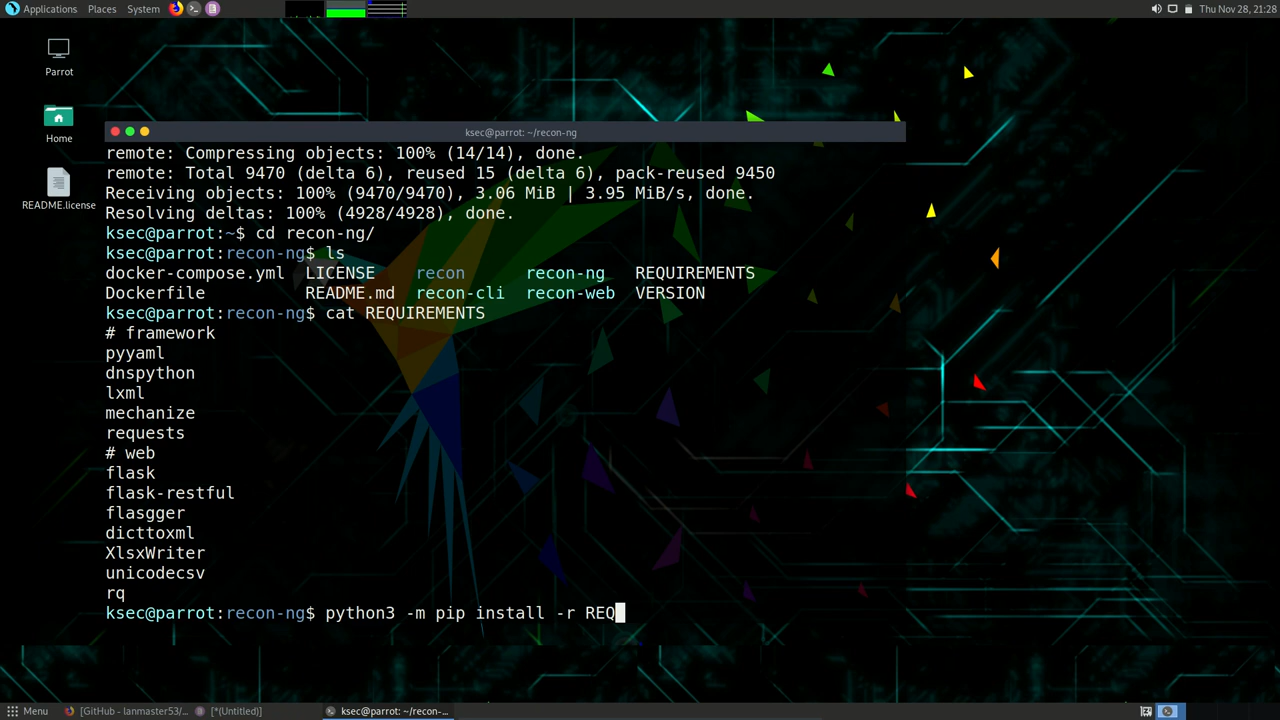 Applications Places System
Thu Nov 28, 21:28
Parrot
Home
README.license
ksec@parrot: ~/recon-ng
remote: Compressing objects: 100% (14/14), done.
remote: Total 9470 (delta 6), reused 15 (delta 6), pack-reused 9450
Receiving objects: 100% (9470/9470), 3.06 MiB | 3.95 MiB/s, done.
Resolving deltas: 100% (4928/4928), done.
ksec@parrot:~$ cd recon-ng/
ksec@parrot:recon-ng$ ls
docker-compose.yml LICENSE recon recon-ng REQUIREMENTS
Dockerfile README.md recon-cli recon-web VERSION
ksec@parrot:recon-ng$ cat REQUIREMENTS
# framework
pyyaml
dnspython
lxml
mechanize
requests
# web
flask
flask-restful
flasgger
dicttoxml
XlsxWriter
unicodecsv
rq
ksec@parrot:recon-ng$ python3 -m pip install -r REQ
Menu [GitHub - lanmaster53/... [*(Untitled)] ksec@parrot: ~/recon-...